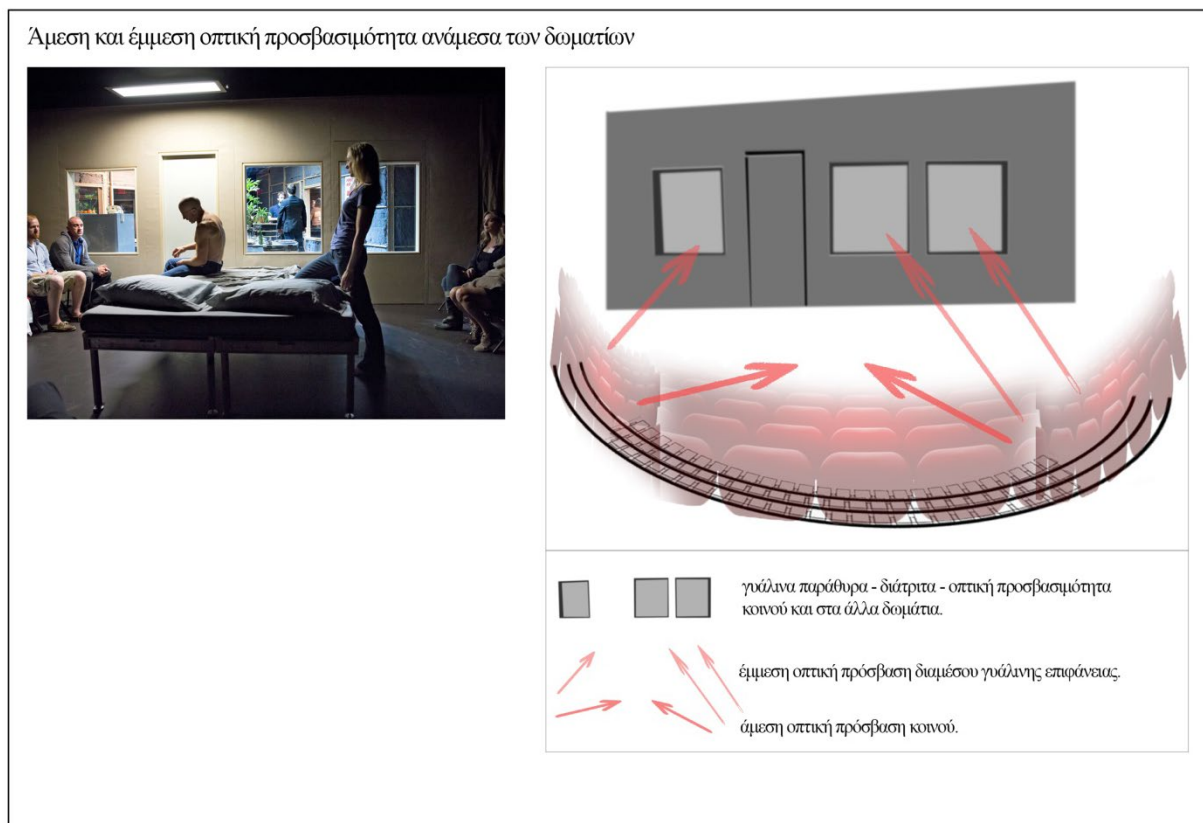 Άμεση και έμμεση οπτική προσβασιμότητα ανάμεσα των δωματίων
γυάλινα παράθυρα - διάτριτα - οπτική προσβασιμότητα
κοινού και στα άλλα δωμάτια.
έμμεση οπτική πρόσβαση διαμέσου γυάλινης επιφάνειας.
άμεση οπτική πρόσβαση κοινού.